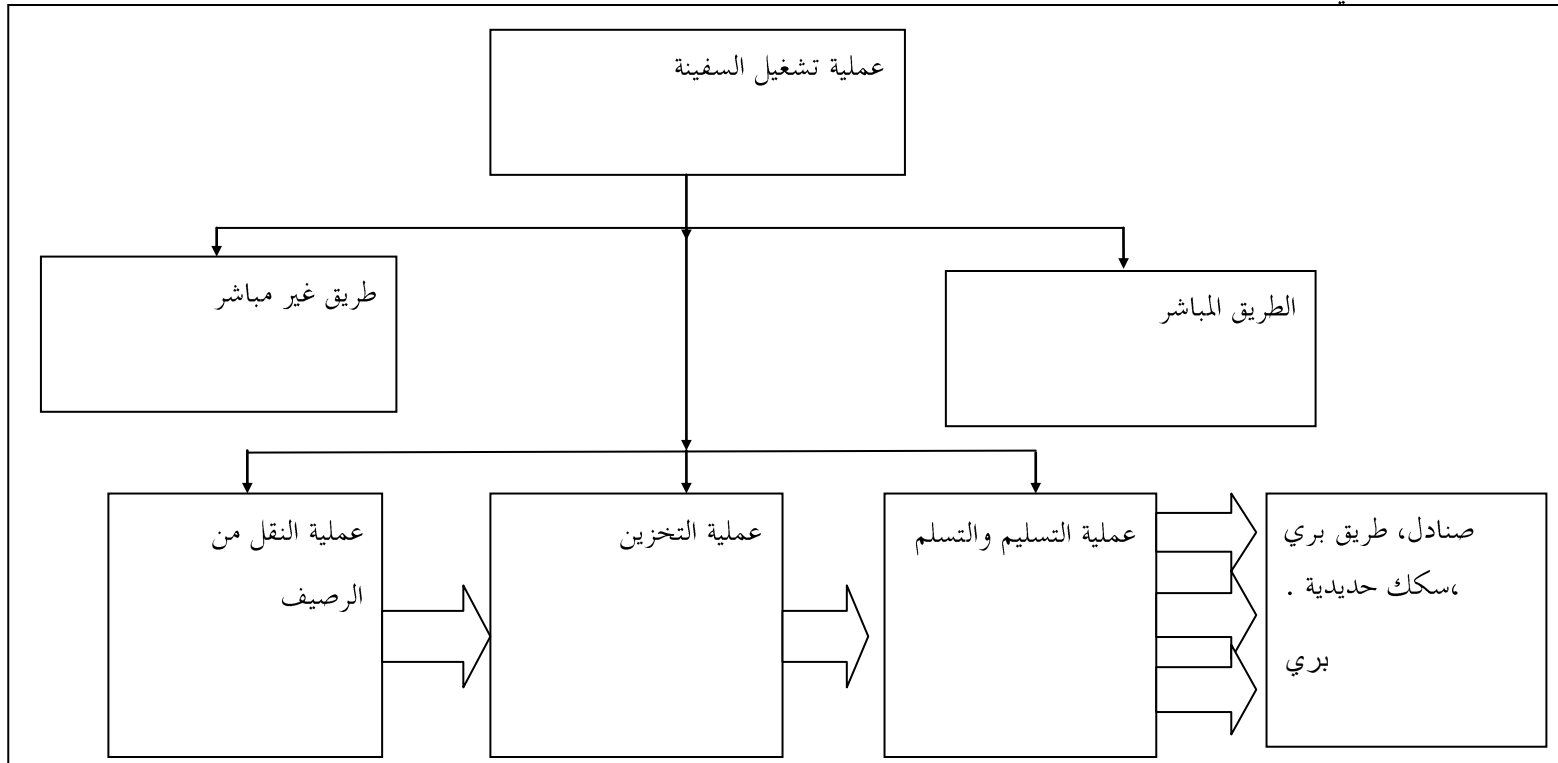 عملية تشغيل السفينة
الطريق المباشر
طريق غير مباشر
صنادل، طريق بري
،سكك حديدية .
بري
عملية التسليم والتسلم
عملية التخزين
عملية النقل من
الرصيف